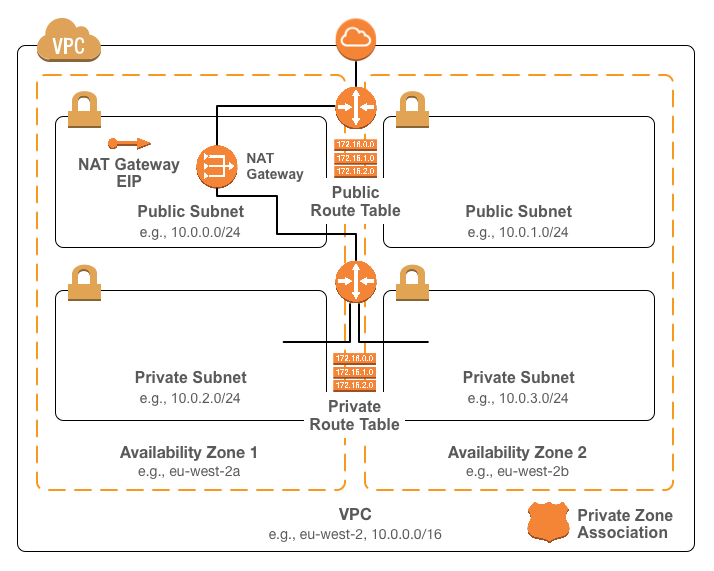 VPC
NAT Gateway
EIP
NAT
Gateway
172.16.0.0
172.16.1.0
172.16.2.0
Public
Route Table
Public Subnet
e.g., 10.0.0.0/24
Public Subnet
e.g., 10.0.1.0/24
172.16.0.0
172.16.1.0
172.16.2.0
Private
Route Table
Private Subnet
e.g., 10.0.2.0/24
Private Subnet
e.g., 10.0.3.0/24
Availability Zone 1
e.g., eu-west-2a
Availability Zone 2
e.g., eu-west-2b
VPC
e.g., eu-west-2, 10.0.0.0/16
Private Zone
Association